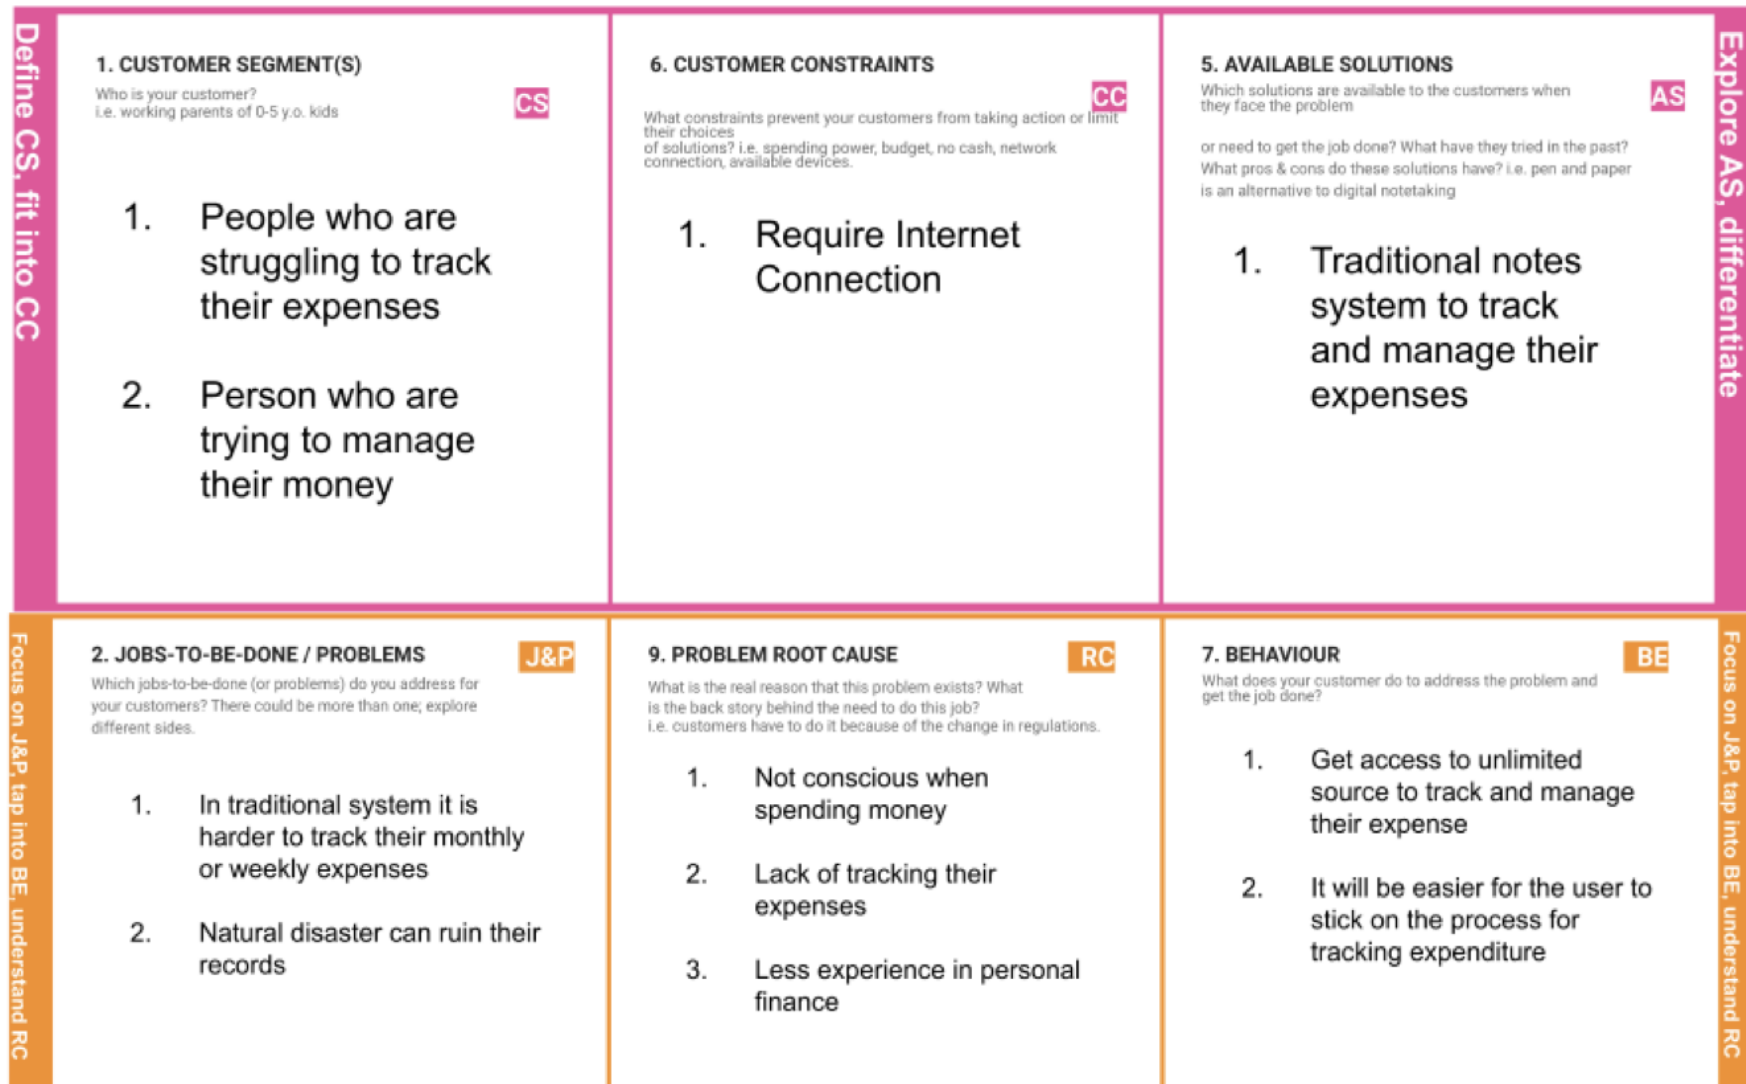 Define CS, fit into CC
1. CUSTOMER SEGMENT(S)
Who is your customer?
i.e. working parents of 0-5 y.o. kids
CS
1. People who are
struggling to track
their expenses
2. Person who are
trying to manage
their money
6. CUSTOMER CONSTRAINTS
CC
What constraints prevent your customers from taking action or limit
their choices
of solutions? i.e. spending power, budget, no cash, network
connection, available devices.
1. Require Internet
Connection
5. AVAILABLE SOLUTIONS
Which solutions are available to the customers when
they face the problem
AS
or need to get the job done? What have they tried in the past?
What pros & cons do these solutions have? i.e. pen and paper
is an alternative to digital notetaking
1. Traditional notes
system to track
and manage their
expenses
Explore AS, differentiate
Focus on J&P, tap into BE, understand RC
2. JOBS-TO-BE-DONE / PROBLEMS
J&P
Which jobs-to-be-done (or problems) do you address for
your customers? There could be more than one; explore
different sides.
1. In traditional system it is
harder to track their monthly
or weekly expenses
2. Natural disaster can ruin their
records
9. PROBLEM ROOT CAUSE
RC
What is the real reason that this problem exists? What
is the back story behind the need to do this job?
i.e. customers have to do it because of the change in regulations.
1. Not conscious when
spending money
2. Lack of tracking their
expenses
3. Less experience in personal
finance
7. BEHAVIOUR
BE
What does your customer do to address the problem and
get the job done?
1. Get access to unlimited
source to track and manage
their expense
2. It will be easier for the user to
stick on the process for
tracking expenditure
Focus on J&P, tap into BE, understand RC